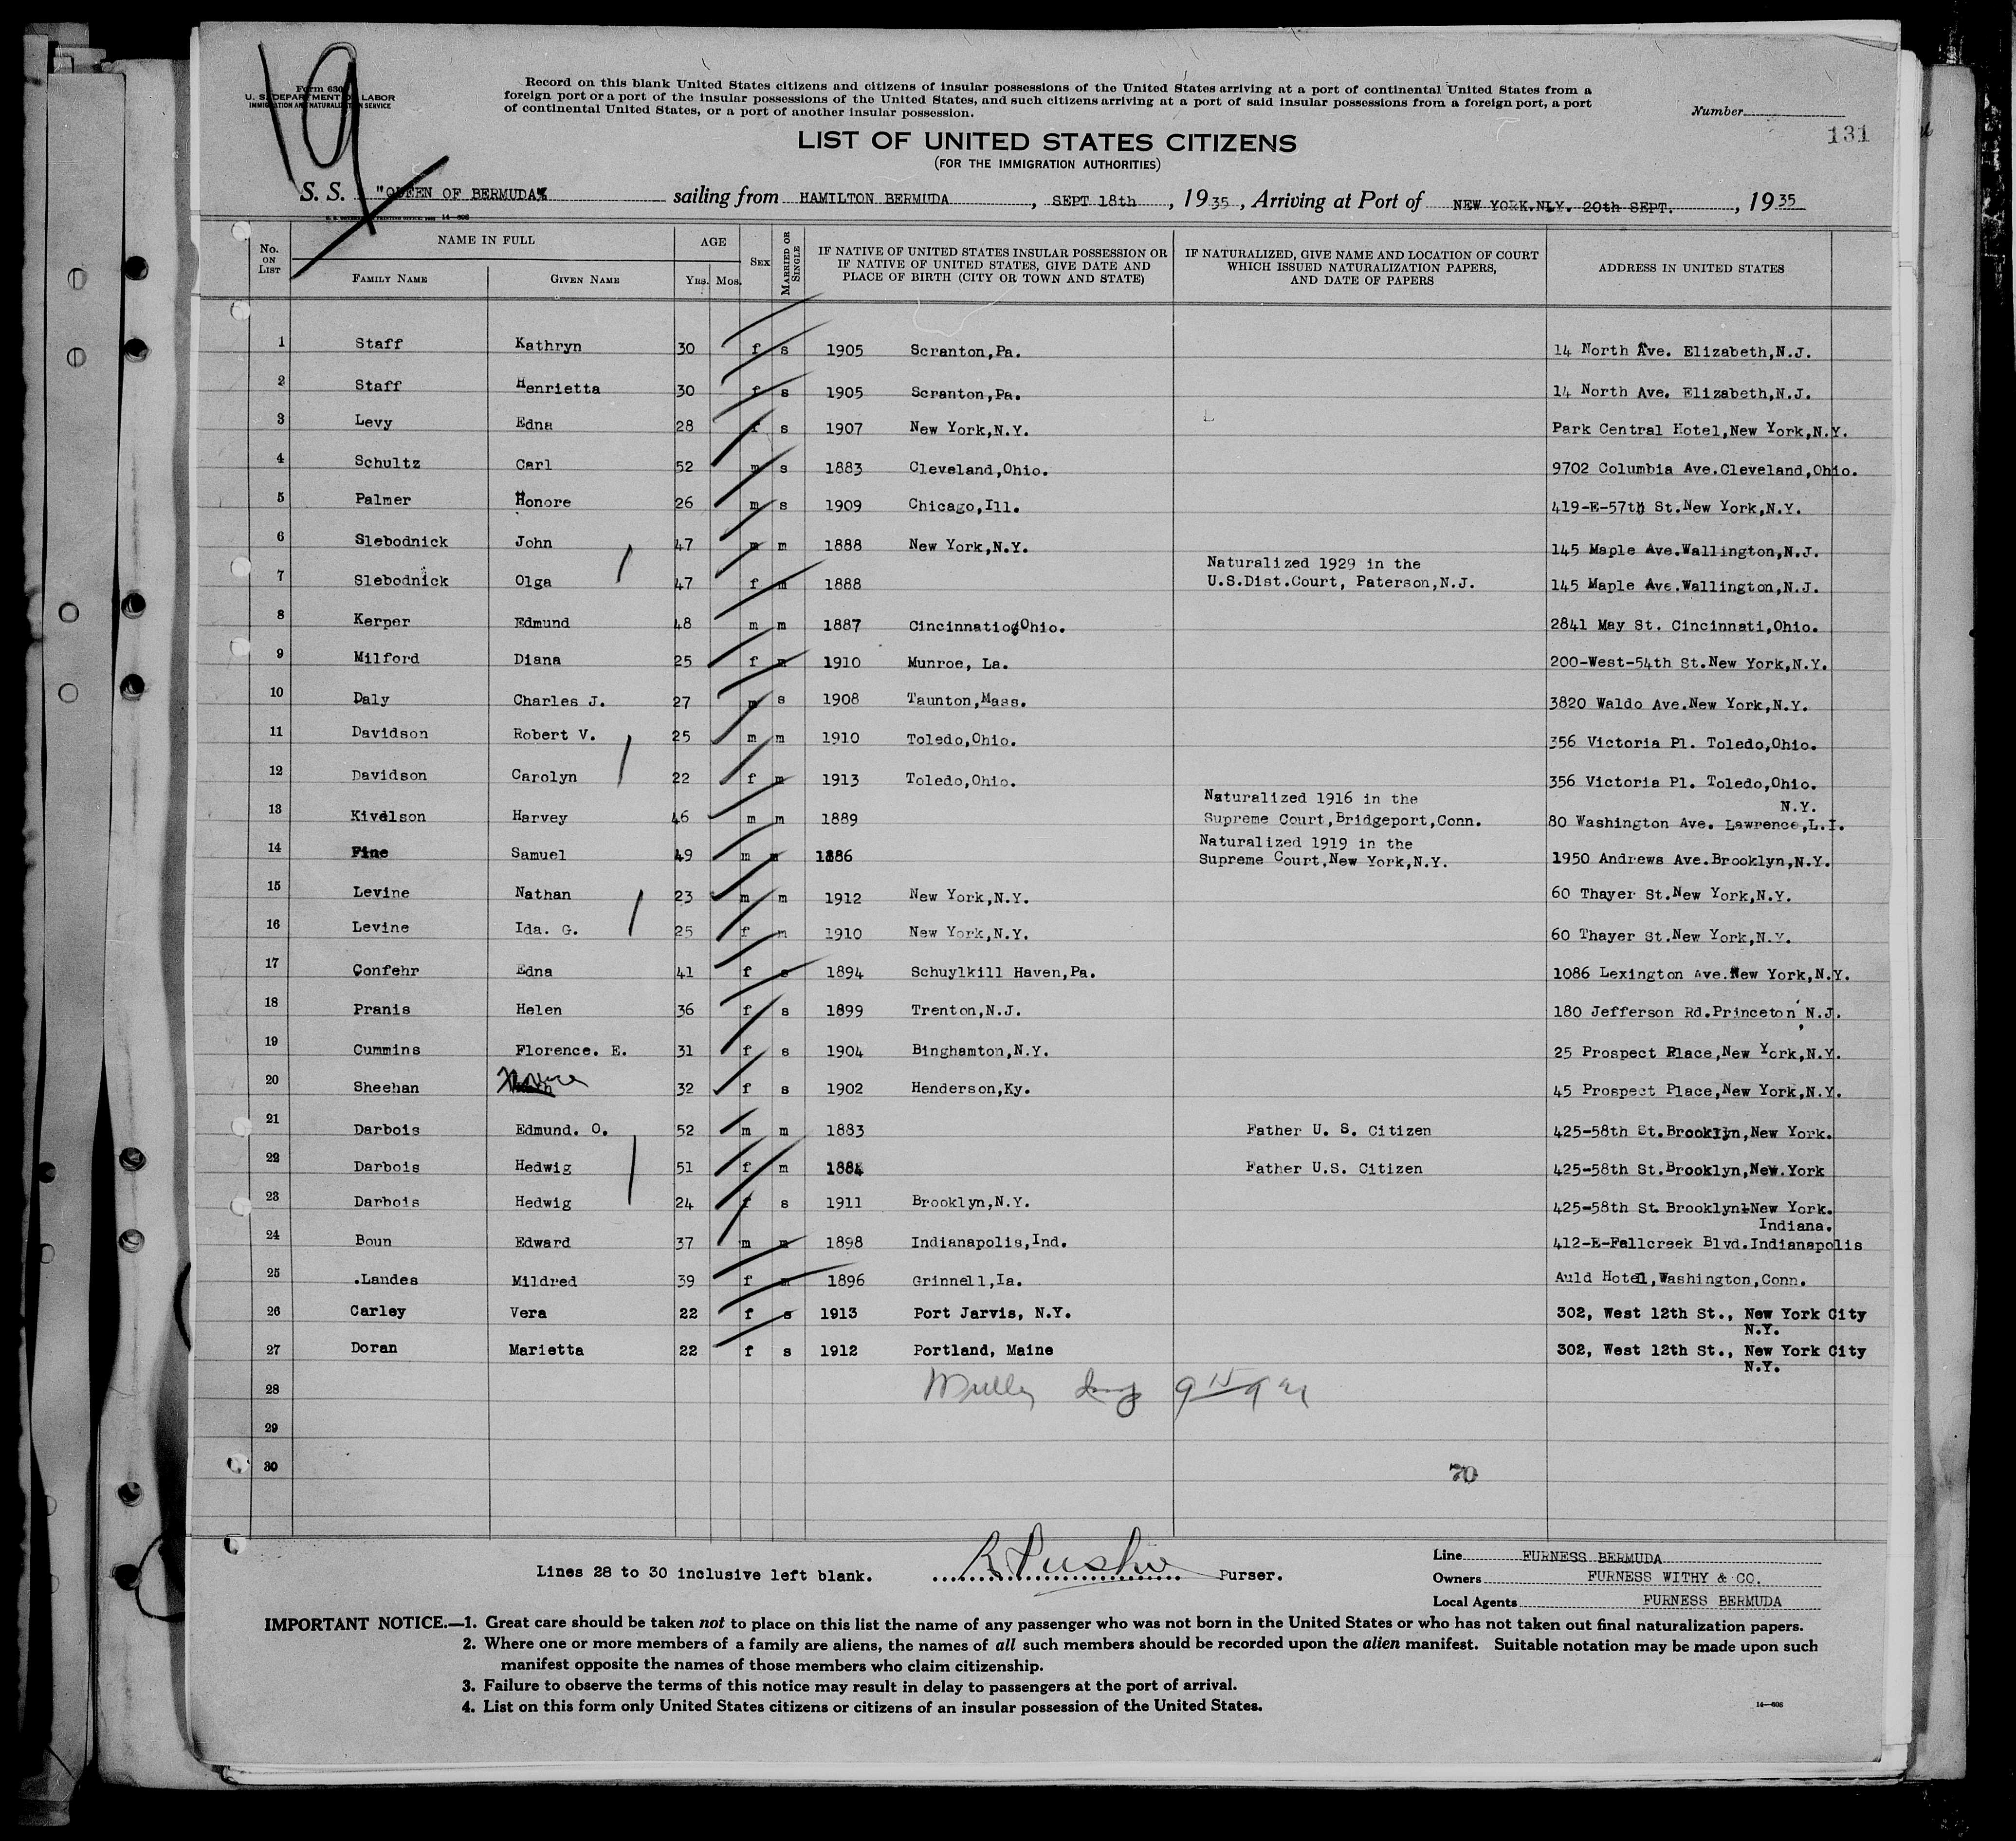 19
Form 630
U. S. DEPARTMENT OF LABOR
IMMIGRATION AND NATURALIZATION SERVICE
Record on this blank United States citizens and citizens of insular possessions of the United States arriving at a port of continental United States from a
foreign port or a port of the insular possessions of the United States, and such citizens arriving at a port of said insular possessions from a foreign port, a port
of continental United States, or a port of another insular possession.
Number
131
LIST OF UNITED STATES CITIZENS
(FOR THE IMMIGRATION AUTHORITIES)
S. S. "QUEEN OF BERMUDA" sailing from HAMILTON BERMUDA, SEPT 18th, 1935, Arriving at Port of NEW YORK.NLY. 20th SEPT., 1935
14—608
No. ON LIST NAME IN FULL AGE SEX MARRIED OR SINGLE IF NATIVE OF UNITED STATES INSULAR POSSESSION OR IF NATIVE OF UNITED STATES, GIVE DATE AND PLACE OF BIRTH (CITY OR TOWN AND STATE) IF NATURALIZED, GIVE NAME AND LOCATION OF COURT WHICH ISSUED NATURALIZATION PAPERS, AND DATE OF PAPERS ADDRESS IN UNITED STATES
FAMILY NAME GIVEN NAME YRS. MOS.
1 Staff Kathryn 30 f s 1905 Scranton,Pa. 14 North Ave. Elizabeth,N.J.
2 Staff Henrietta 30 f s 1905 Scranton,Pa. 14 North Ave. Elizabeth,N.J.
3 Levy Edna 28 f s 1907 New York,N.Y. Park Central Hotel,New York,N.Y.
4 Schultz Carl 52 m s 1883 Cleveland,Ohio. 9702 Columbia Ave.Cleveland,Ohio.
5 Palmer Honore 26 m s 1909 Chicago,Ill. 419-E-57th St.New York,N.Y.
6 Slebodnick John 47 m m 1888 New York,N.Y. 145 Maple Ave.Wallington,N.J.
Naturalized 1929 in the
7 Slebodnick Olga 47 f m 1888 U.S.Dist.Court, Paterson,N.J. 145 Maple Ave.Wallington,N.J.
8 Kerper Edmund 48 m m 1887 Cincinnatio,Ohio. 2841 May St. Cincinnati,Ohio.
9 Milford Diana 25 f m 1910 Munroe, La. 200-West-54th St.New York,N.Y.
10 Daly Charles J. 27 m s 1908 Taunton,Mass. 3820 Waldo Ave.New York,N.Y.
11 Davidson Robert V. 25 m m 1910 Toledo,Ohio. 356 Victoria Pl. Toledo,Ohio.
12 Davidson Carolyn 22 f m 1913 Toledo,Ohio. 356 Victoria Pl. Toledo,Ohio.
Naturalized 1916 in the N.Y.
13 Kivelson Harvey 46 m m 1889 Supreme Court,Bridgeport,Conn. 80 Washington Ave. Lawrence,L.I.
Naturalized 1919 in the
14 Fine Samuel 49 m m 1886 Supreme Court,New York,N.Y. 1950 Andrews Ave.Brooklyn,N.Y.
15 Levine Nathan 23 m m 1912 New York,N.Y. 60 Thayer St.New York,N.Y.
16 Levine Ida. G. 25 f m 1910 New York,N.Y. 60 Thayer St.New York,N.Y.
17 Confehr Edna 41 f s 1894 Schuylkill Haven,Pa. 1086 Lexington Ave.New York,N.Y.
18 Pranis Helen 36 f s 1899 Trenton,N.J. 180 Jefferson Rd.Princeton, N.J.
19 Cummins Florence. E. 31 f s 1904 Binghamton,N.Y. 25 Prospect Place,New York,N.Y.
20 Sheehan 32 f s 1902 Henderson,Ky. 45 Prospect Place,New York,N.Y.
21 Darbois Edmund. O. 52 m m 1883 Father U. S. Citizen 425-58th St.Brooklyn,New York.
22 Darbois Hedwig 51 f m 1884 Father U.S. Citizen 425-58th St.Brooklyn,New.York
23 Darbois Hedwig 24 f s 1911 Brooklyn,N.Y. 425-58th St. Brooklyn-New York.
Indiana.
24 Boun Edward 37 m m 1898 Indianapolis,Ind. 412-E-Fallcreek Blvd.Indianapolis
25 .Landes Mildred 39 f m 1896 Grinnell,Ia. Auld Hotel,Washington,Conn.
26 Carley Vera 22 f s 1913 Port Jarvis, N.Y. 302, West 12th St., New York City
N.Y.
27 Doran Marietta 22 f s 1912 Portland, Maine 302, West 12th St., New York City
N.Y.
28
29
30
20
Lines 28 to 30 inclusive left blank. Purser.
Line FURNESS BERMUDA
Owners FURNESS WITHY & CO.
Local Agents FURNESS BERMUDA
IMPORTANT NOTICE.—1. Great care should be taken not to place on this list the name of any passenger who was not born in the United States or who has not taken out final naturalization papers.
2. Where one or more members of a family are aliens, the names of all such members should be recorded upon the alien manifest. Suitable notation may be made upon such
manifest opposite the names of those members who claim citizenship.
3. Failure to observe the terms of this notice may result in delay to passengers at the port of arrival.
4. List on this form only United States citizens or citizens of an insular possession of the United States.
14—608